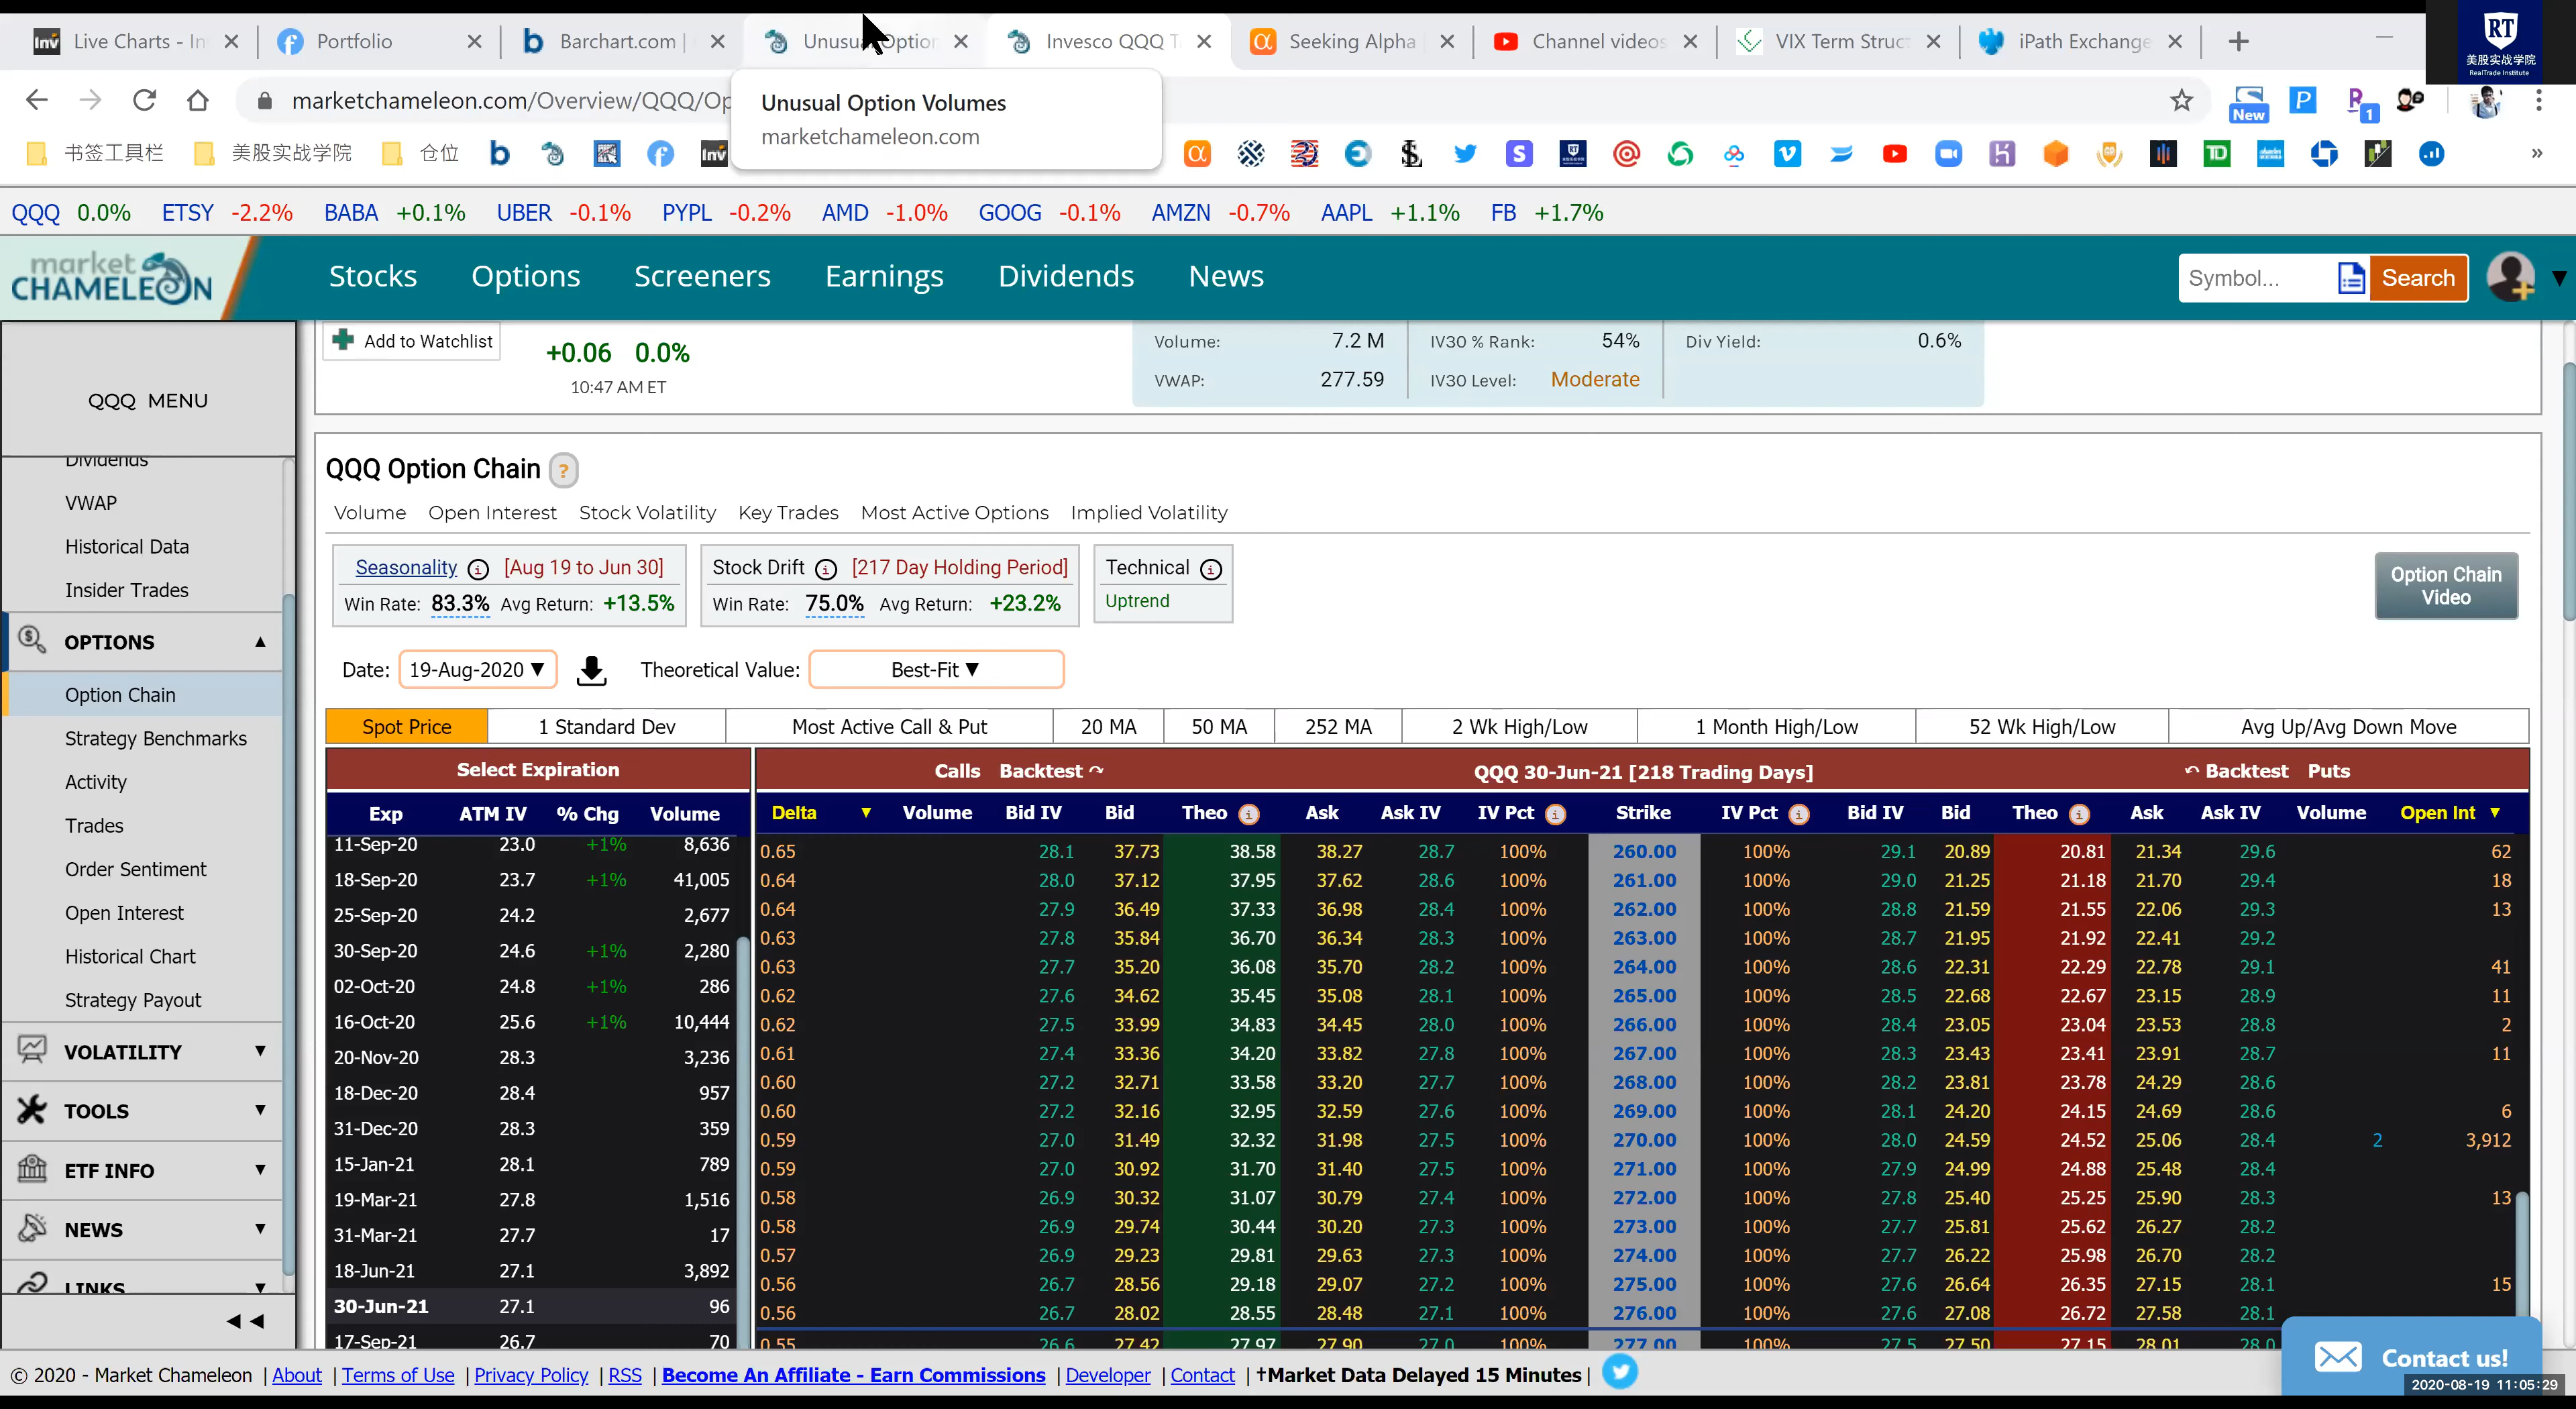 Live Charts - In
Portfolio
Barchart.com |
Unusual Option
Invesco QQQ T
Seeking Alpha
Channel videos
VIX Term Struc
iPath Exchange
RT
美股实战学院
RealTrade Institute
marketchameleon.com/Overview/QQQ/Op
New
1
Unusual Option Volumes
marketchameleon.com
书签工具栏 美股实战学院 仓位
QQQ 0.0% ETSY -2.2% BABA +0.1% UBER -0.1% PYPL -0.2% AMD -1.0% GOOG -0.1% AMZN -0.7% AAPL +1.1% FB +1.7%
market CHAMELEON
Stocks Options Screeners Earnings Dividends News
Symbol... Search
QQQ MENU
Dividends
VWAP
Historical Data
Insider Trades
OPTIONS
Option Chain
Strategy Benchmarks
Activity
Trades
Order Sentiment
Open Interest
Historical Chart
Strategy Payout
VOLATILITY
TOOLS
ETF INFO
NEWS
LINKS
Add to Watchlist
+0.06 0.0%
10:47 AM ET
Volume: 7.2 M IV30 % Rank: 54% Div Yield: 0.6%
VWAP: 277.59 IV30 Level: Moderate
QQQ Option Chain ?
Volume Open Interest Stock Volatility Key Trades Most Active Options Implied Volatility
Seasonality [Aug 19 to Jun 30]
Win Rate: 83.3% Avg Return: +13.5%
Stock Drift [217 Day Holding Period]
Win Rate: 75.0% Avg Return: +23.2%
Technical
Uptrend
Option Chain Video
Date: 19-Aug-2020 ▼ Theoretical Value: Best-Fit ▼
Spot Price 1 Standard Dev Most Active Call & Put 20 MA 50 MA 252 MA 2 Wk High/Low 1 Month High/Low 52 Wk High/Low Avg Up/Avg Down Move
Select Expiration
Exp ATM IV % Chg Volume
11-Sep-20 23.0 +1% 8,636
18-Sep-20 23.7 +1% 41,005
25-Sep-20 24.2 2,677
30-Sep-20 24.6 +1% 2,280
02-Oct-20 24.8 +1% 286
16-Oct-20 25.6 +1% 10,444
20-Nov-20 28.3 3,236
18-Dec-20 28.4 957
31-Dec-20 28.3 359
15-Jan-21 28.1 789
19-Mar-21 27.8 1,516
31-Mar-21 27.7 17
18-Jun-21 27.1 3,892
30-Jun-21 27.1 96
17-Sep-21 26.7 70
Calls Backtest QQQ 30-Jun-21 [218 Trading Days] Backtest Puts
Delta Volume Bid IV Bid Theo Ask Ask IV IV Pct Strike IV Pct Bid IV Bid Theo Ask Ask IV Volume Open Int
0.65 28.1 37.73 38.58 38.27 28.7 100% 260.00 100% 29.1 20.89 20.81 21.34 29.6 62
0.64 28.0 37.12 37.95 37.62 28.6 100% 261.00 100% 29.0 21.25 21.18 21.70 29.4 18
0.64 27.9 36.49 37.33 36.98 28.4 100% 262.00 100% 28.8 21.59 21.55 22.06 29.3 13
0.63 27.8 35.84 36.70 36.34 28.3 100% 263.00 100% 28.7 21.95 21.92 22.41 29.2
0.63 27.7 35.20 36.08 35.70 28.2 100% 264.00 100% 28.6 22.31 22.29 22.78 29.1 41
0.62 27.6 34.62 35.45 35.08 28.1 100% 265.00 100% 28.5 22.68 22.67 23.15 28.9 11
0.62 27.5 33.99 34.83 34.45 28.0 100% 266.00 100% 28.4 23.05 23.04 23.53 28.8 2
0.61 27.4 33.36 34.20 33.82 27.8 100% 267.00 100% 28.3 23.43 23.41 23.91 28.7 11
0.60 27.2 32.71 33.58 33.20 27.7 100% 268.00 100% 28.2 23.81 23.78 24.29 28.6
0.60 27.2 32.16 32.95 32.59 27.6 100% 269.00 100% 28.1 24.20 24.15 24.69 28.6 6
0.59 27.0 31.49 32.32 31.98 27.5 100% 270.00 100% 28.0 24.59 24.52 25.06 28.4 2 3,912
0.59 27.0 30.92 31.70 31.40 27.5 100% 271.00 100% 27.9 24.99 24.88 25.48 28.4
0.58 26.9 30.32 31.07 30.79 27.4 100% 272.00 100% 27.8 25.40 25.25 25.90 28.3 13
0.58 26.9 29.74 30.44 30.20 27.3 100% 273.00 100% 27.7 25.81 25.62 26.27 28.2
0.57 26.9 29.23 29.81 29.63 27.3 100% 274.00 100% 27.7 26.22 25.98 26.70 28.2
0.56 26.7 28.56 29.18 29.07 27.2 100% 275.00 100% 27.6 26.64 26.35 27.15 28.1 15
0.56 26.7 28.02 28.55 28.48 27.1 100% 276.00 100% 27.6 27.08 26.72 27.58 28.1
0.55 26.6 27.42 27.97 27.90 27.0 100% 277.00 100% 27.5 27.50 27.15 28.01 28.0
Contact us!
2020-08-19 11:05:29
© 2020 - Market Chameleon | About | Terms of Use | Privacy Policy | RSS | Become An Affiliate - Earn Commissions | Developer | Contact | †Market Data Delayed 15 Minutes |